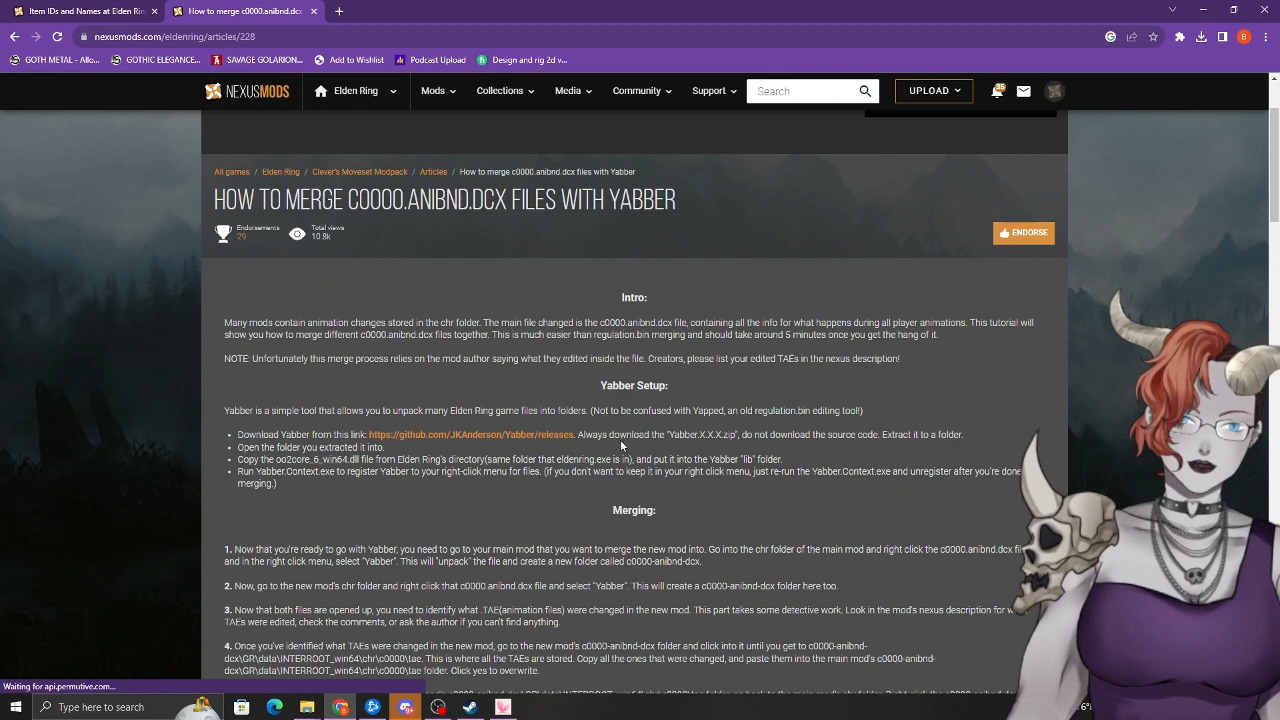 Item IDs and Names at Elden Rin
How to merge c0000.anibnd.dcx
nexusmods.com/eldenring/articles/228
B
GOTH METAL - Allo...
GOTHIC ELEGANCE...
SAVAGE GOLARION...
Add to Wishlist
Podcast Upload
Design and rig 2d v...
NEXUSMODS
Elden Ring
Mods
Collections
Media
Community
Support
Search
UPLOAD
35
All games / Elden Ring / Clever's Moveset Modpack / Articles / How to merge c0000.anibnd.dcx files with Yabber
HOW TO MERGE C0000.ANIBND.DCX FILES WITH YABBER
Endorsements
29
Total views
10.8k
ENDORSE
Intro:
Many mods contain animation changes stored in the chr folder. The main file changed is the c0000.anibnd.dcx file, containing all the info for what happens during all player animations. This tutorial will
show you how to merge different c0000.anibnd.dcx files together. This is much easier than regulation.bin merging and should take around 5 minutes once you get the hang of it.
NOTE: Unfortunately this merge process relies on the mod author saying what they edited inside the file. Creators, please list your edited TAEs in the nexus description!
Yabber Setup:
Yabber is a simple tool that allows you to unpack many Elden Ring game files into folders. (Not to be confused with Yapped, an old regulation.bin editing tool!)
• Download Yabber from this link: https://github.com/JKAnderson/Yabber/releases. Always download the "Yabber.X.X.X.zip", do not download the source code. Extract it to a folder.
• Open the folder you extracted it into.
• Copy the oo2core_6_win64.dll file from Elden Ring's directory(same folder that eldenring.exe is in), and put it into the Yabber "lib" folder.
• Run Yabber.Context.exe to register Yabber to your right-click menu for files. (if you don't want to keep it in your right click menu, just re-run the Yabber.Context.exe and unregister after you're done
merging.)
Merging:
1. Now that you're ready to go with Yabber, you need to go to your main mod that you want to merge the new mod into. Go into the chr folder of the main mod and right click the c0000.anibnd.dcx
and in the right click menu, select "Yabber". This will "unpack" the file and create a new folder called c0000-anibnd-dcx.
2. Now, go to the new mod's chr folder and right click that c0000.anibnd.dcx file and select "Yabber". This will create a c0000-anibnd-dcx folder here too.
3. Now that both files are opened up, you need to identify what .TAE(animation files) were changed in the new mod. This part takes some detective work. Look in the mod's nexus description for
TAEs were edited, check the comments, or ask the author if you can't find anything.
4. Once you've identified what TAEs were changed, go to the new mod's c0000-anibnd-dcx folder and click into it until you get to c0000-anibnd-
dcx\GR\data\INTERROOT_win64\chr\c0000\tae. This is where all the TAEs are stored. Copy all the ones that were changed, and paste them into the main mod's c0000-anibnd-
dcx\GR\data\INTERROOT_win64\chr\c0000\tae folder. Click yes to overwrite.
Waiting for api.permutive.com...
Type here to search